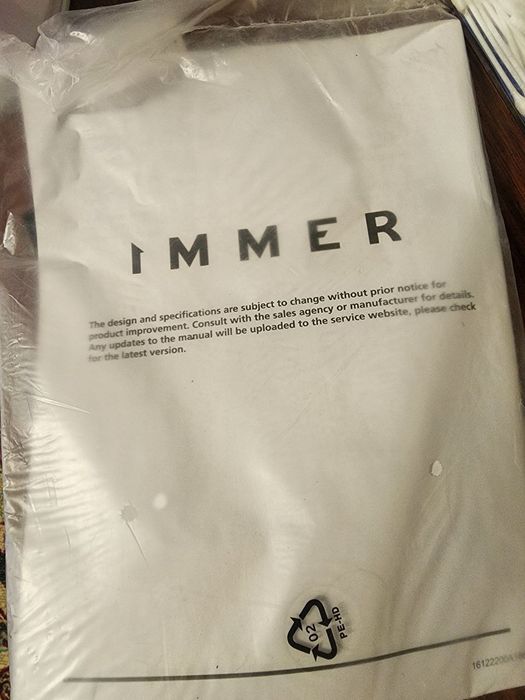 IMMER
The design and specifications are subject to change without prior notice for
product improvement. Consult with the sales agency or manufacturer for details.
Any updates to the manual will be uploaded to the service website, please check
for the latest version.
02
PE-HD